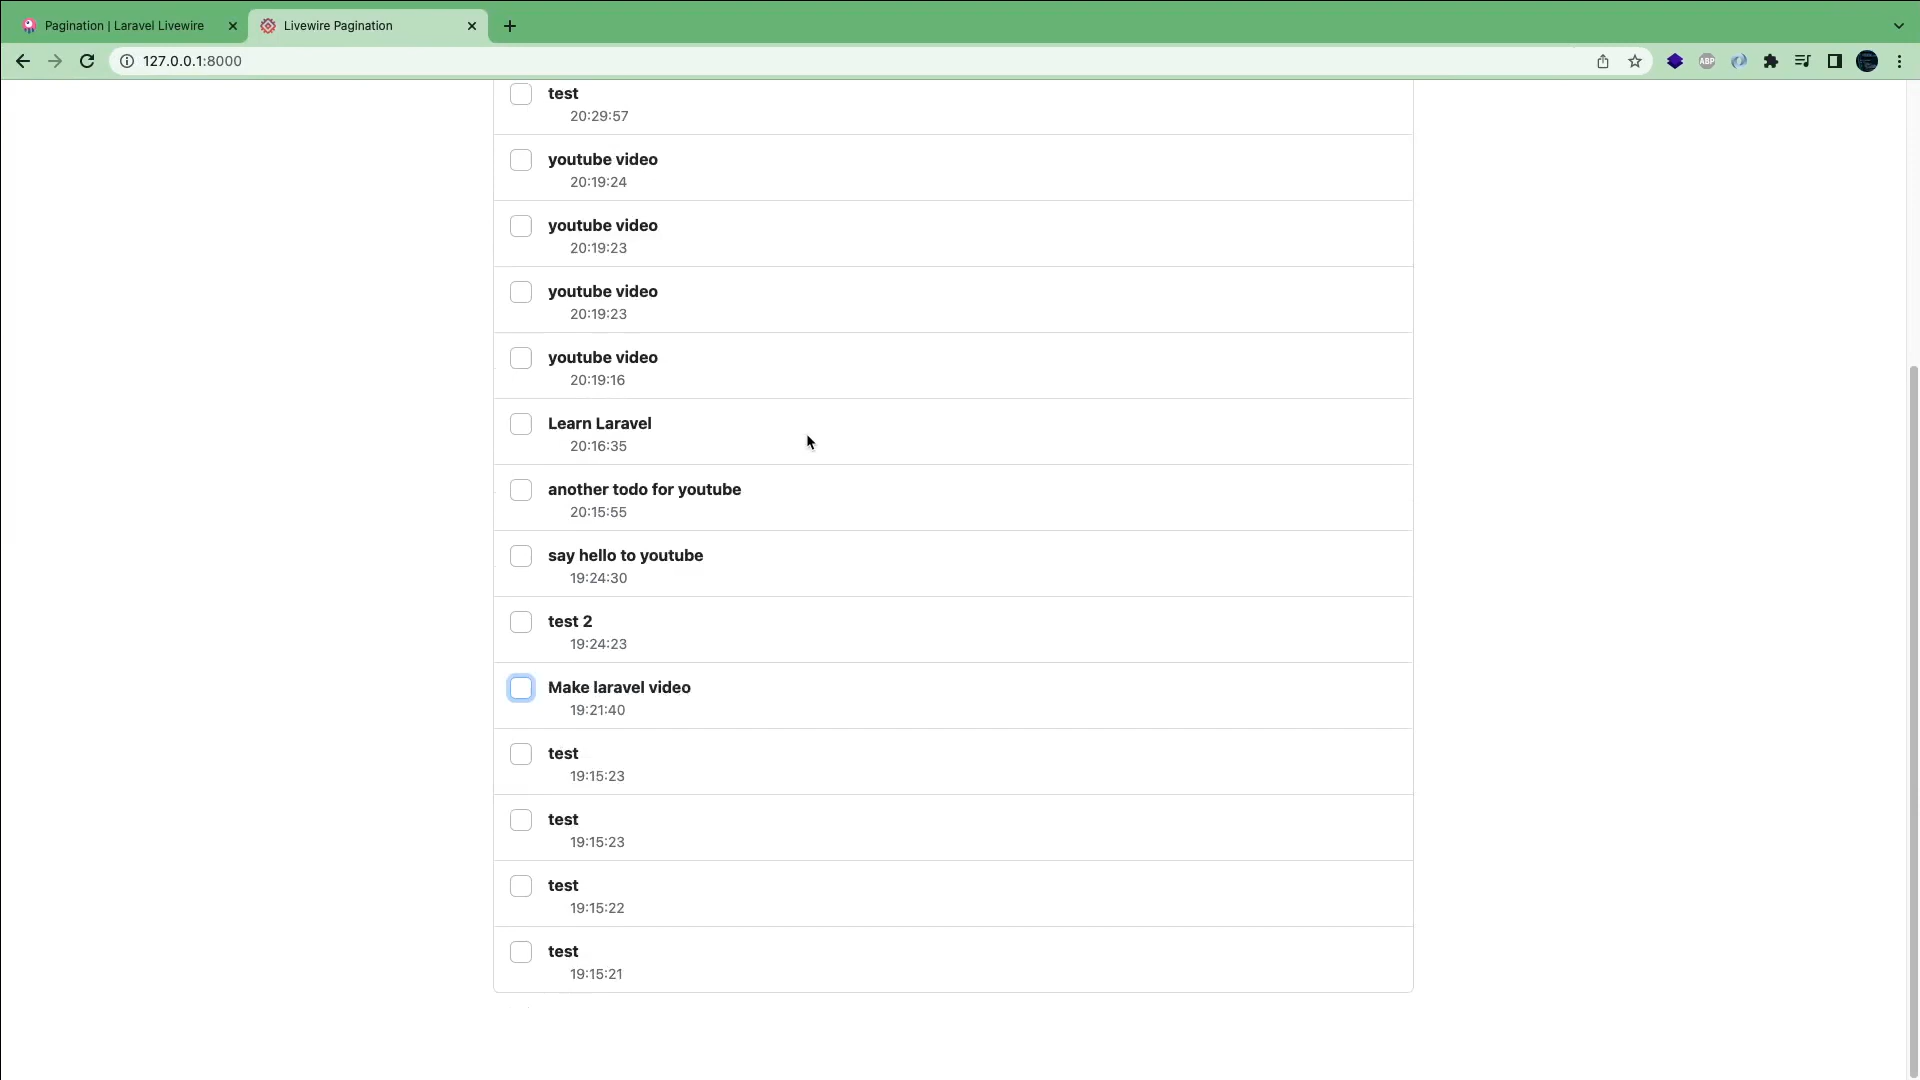 Pagination | Laravel Livewire
Livewire Pagination
127.0.0.1:8000
ABP
test
20:29:57
youtube video
20:19:24
youtube video
20:19:23
youtube video
20:19:23
youtube video
20:19:16
Learn Laravel
20:16:35
another todo for youtube
20:15:55
say hello to youtube
19:24:30
test 2
19:24:23
Make laravel video
19:21:40
test
19:15:23
test
19:15:23
test
19:15:22
test
19:15:21